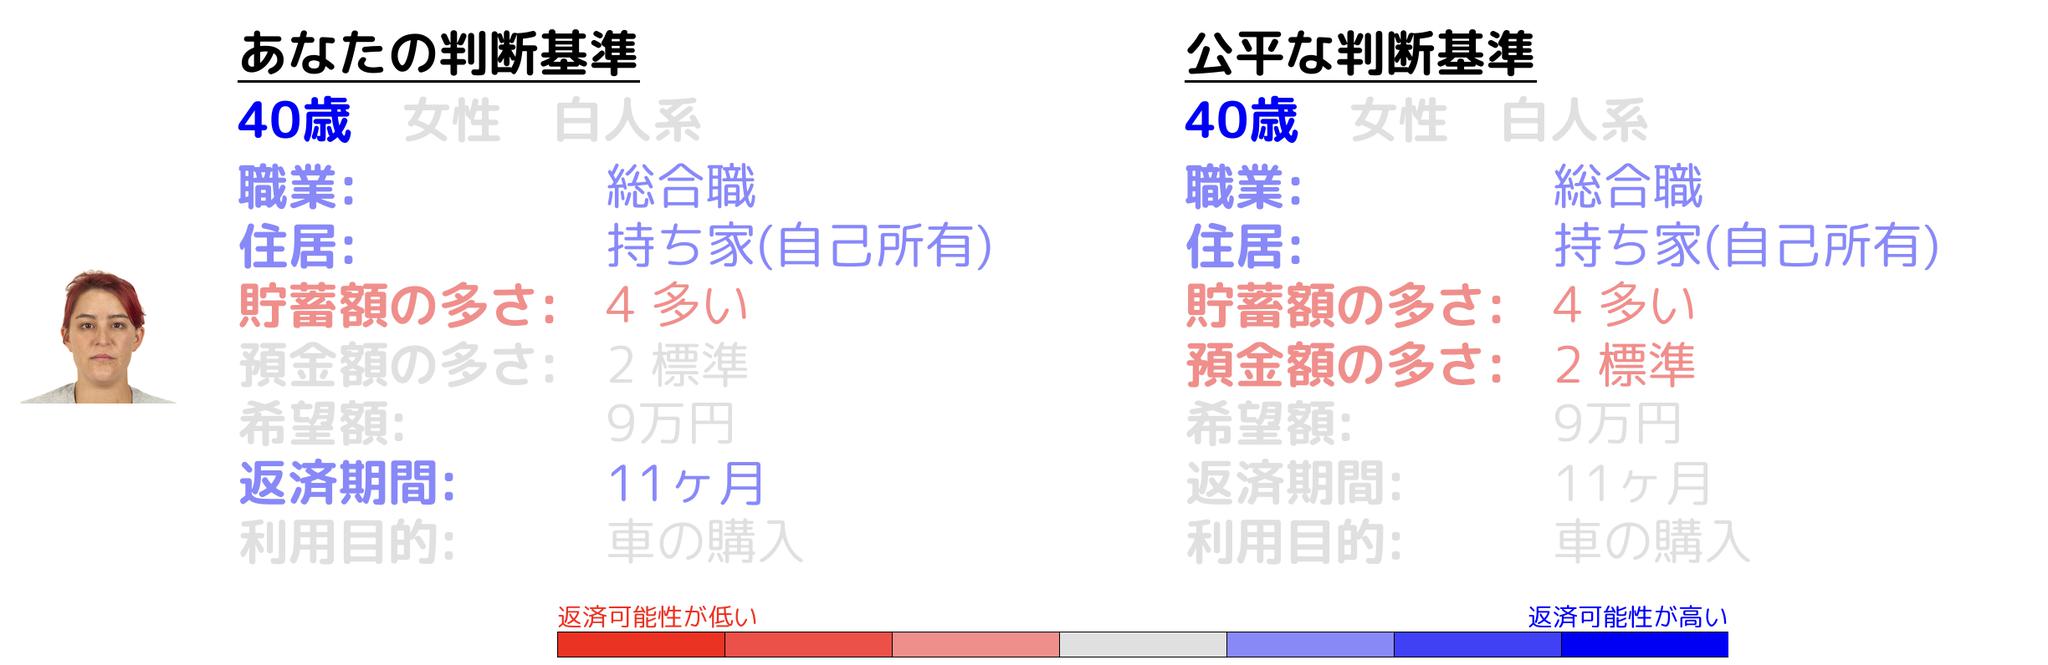 あなたの判断基準
40歳 女性 白人系
職業: 総合職
住居: 持ち家(自己所有)
貯蓄額の多さ: 4 多い
預金額の多さ: 2 標準
希望額: 9万円
返済期間: 11ヶ月
利用目的: 車の購入
公平な判断基準
40歳 女性 白人系
職業: 総合職
住居: 持ち家(自己所有)
貯蓄額の多さ: 4 多い
預金額の多さ: 2 標準
希望額: 9万円
返済期間: 11ヶ月
利用目的: 車の購入
返済可能性が低い
返済可能性が高い